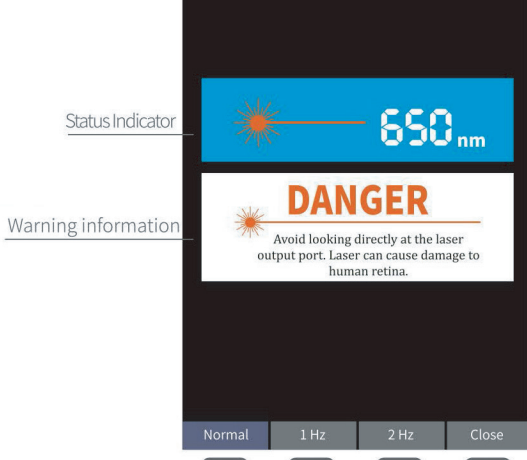 Status Indicator
650 nm
Warning information
DANGER
Avoid looking directly at the laser
output port. Laser can cause damage to
human retina.
Normal 1 Hz 2 Hz Close